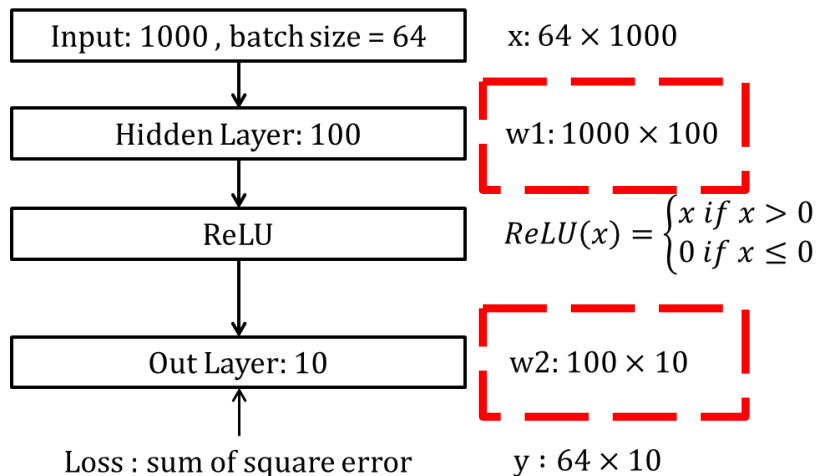 Input: 1000 , batch size = 64
x: 64 × 1000
Hidden Layer: 100
w1: 1000 × 100
ReLU
ReLU(x) = {x if x > 0
0 if x ≤ 0
Out Layer: 10
w2: 100 × 10
Loss : sum of square error
y : 64 × 10